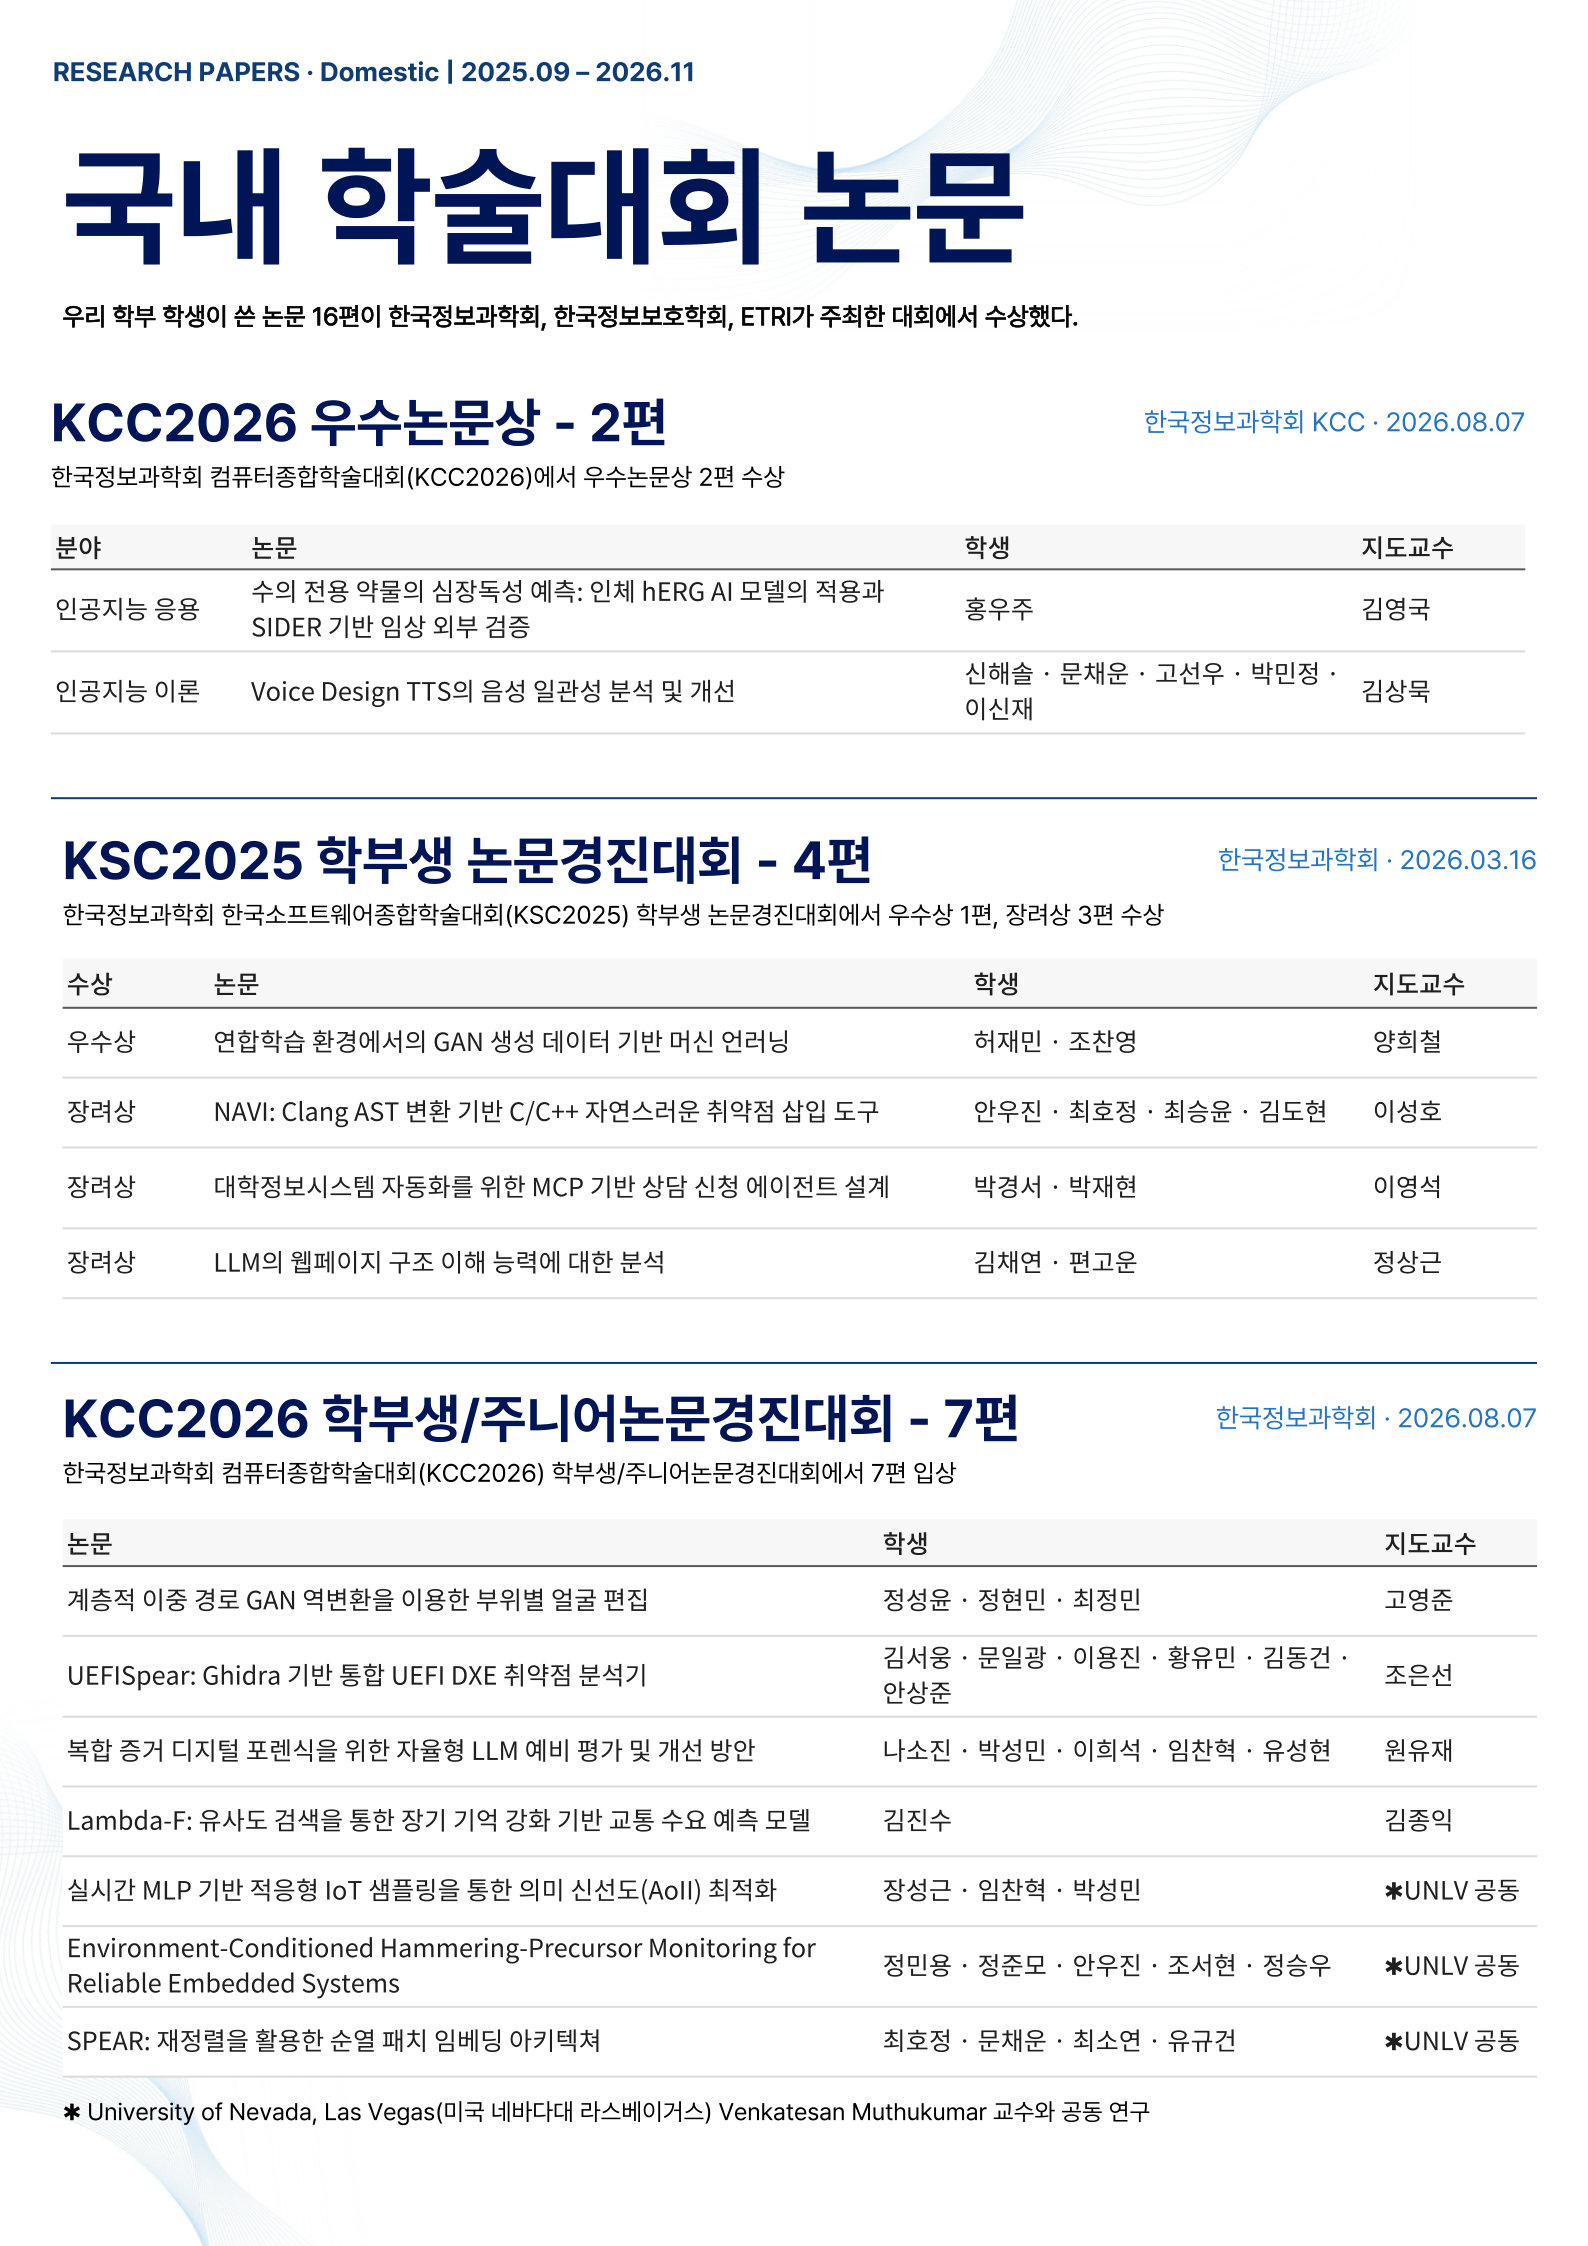 RESEARCH PAPERS · Domestic | 2025.09 – 2026.11
국내 학술대회 논문
우리 학부 학생이 쓴 논문 16편이 한국정보과학회, 한국정보보호학회, ETRI가 주최한 대회에서 수상했다.
KCC2026 우수논문상 - 2편
한국정보과학회 KCC · 2026.08.07
한국정보과학회 컴퓨터종합학술대회(KCC2026)에서 우수논문상 2편 수상
분야 논문 학생 지도교수
인공지능 응용 수의 전용 약물의 심장독성 예측: 인체 hERG AI 모델의 적용과 홍우주 김영국
SIDER 기반 임상 외부 검증
인공지능 이론 Voice Design TTS의 음성 일관성 분석 및 개선 신해솔 · 문채운 · 고선우 · 박민정 · 김상묵
이신재
KSC2025 학부생 논문경진대회 - 4편
한국정보과학회 · 2026.03.16
한국정보과학회 한국소프트웨어종합학술대회(KSC2025) 학부생 논문경진대회에서 우수상 1편, 장려상 3편 수상
수상 논문 학생 지도교수
우수상 연합학습 환경에서의 GAN 생성 데이터 기반 머신 언러닝 허재민 · 조찬영 양희철
장려상 NAVI: Clang AST 변환 기반 C/C++ 자연스러운 취약점 삽입 도구 안우진 · 최호정 · 최승윤 · 김도현 이성호
장려상 대학정보시스템 자동화를 위한 MCP 기반 상담 신청 에이전트 설계 박경서 · 박재현 이영석
장려상 LLM의 웹페이지 구조 이해 능력에 대한 분석 김채연 · 편고운 정상근
KCC2026 학부생/주니어논문경진대회 - 7편
한국정보과학회 · 2026.08.07
한국정보과학회 컴퓨터종합학술대회(KCC2026) 학부생/주니어논문경진대회에서 7편 입상
논문 학생 지도교수
계층적 이중 경로 GAN 역변환을 이용한 부위별 얼굴 편집 정성윤 · 정현민 · 최정민 고영준
UEFISpear: Ghidra 기반 통합 UEFI DXE 취약점 분석기 김서웅 · 문일광 · 이용진 · 황유민 · 김동건 · 조은선
안상준
복합 증거 디지털 포렌식을 위한 자율형 LLM 예비 평가 및 개선 방안 나소진 · 박성민 · 이희석 · 임찬혁 · 유성현 원유재
Lambda-F: 유사도 검색을 통한 장기 기억 강화 기반 교통 수요 예측 모델 김진수 김종익
실시간 MLP 기반 적응형 IoT 샘플링을 통한 의미 신선도(AoII) 최적화 장성근 · 임찬혁 · 박성민 ✱UNLV 공동
Environment-Conditioned Hammering-Precursor Monitoring for 정민용 · 정준모 · 안우진 · 조서현 · 정승우 ✱UNLV 공동
Reliable Embedded Systems
SPEAR: 재정렬을 활용한 순열 패치 임베딩 아키텍쳐 최호정 · 문채운 · 최소연 · 유규건 ✱UNLV 공동
✱ University of Nevada, Las Vegas(미국 네바다대 라스베이거스) Venkatesan Muthukumar 교수와 공동 연구